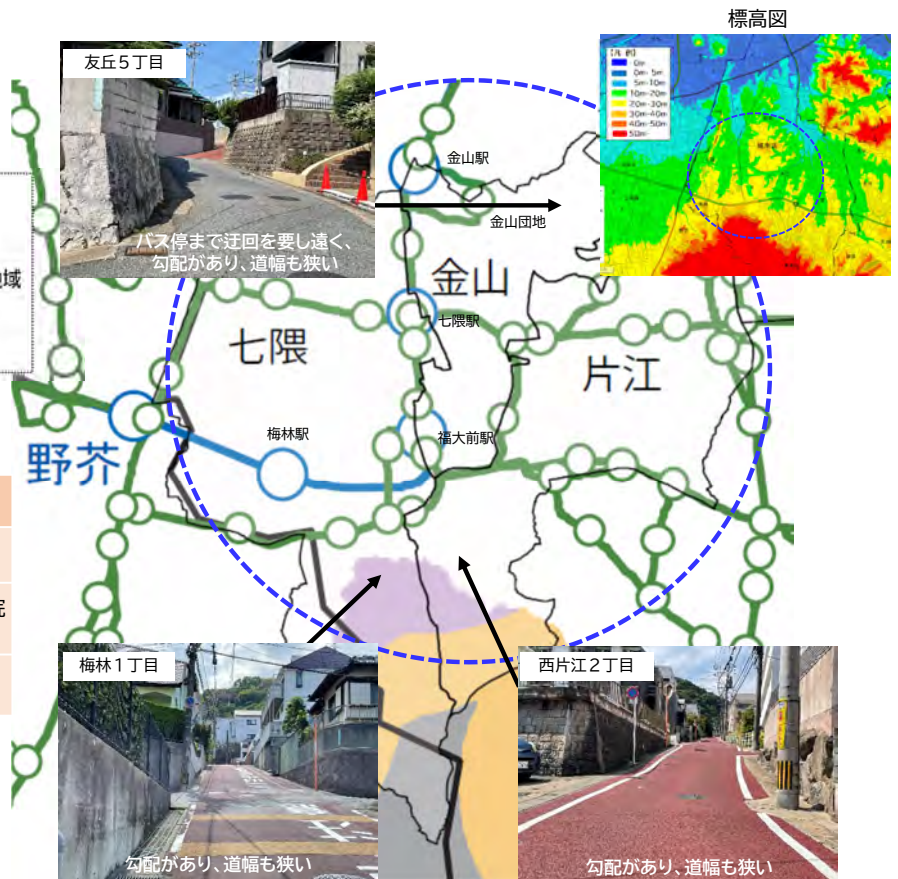 標高図
友丘5丁目
バス停まで迂回を要し遠く、
勾配があり、道幅も狭い
【凡 例】
0m
0m- 5m
5m-10m
10m-20m
20m-30m
30m-40m
40m-50m
50m-
金山駅
金山団地
金山
七隈駅
七隈
片江
梅林駅
福大前駅
野芥
域
院
梅林1丁目
勾配があり、道幅も狭い
西片江2丁目
勾配があり、道幅も狭い